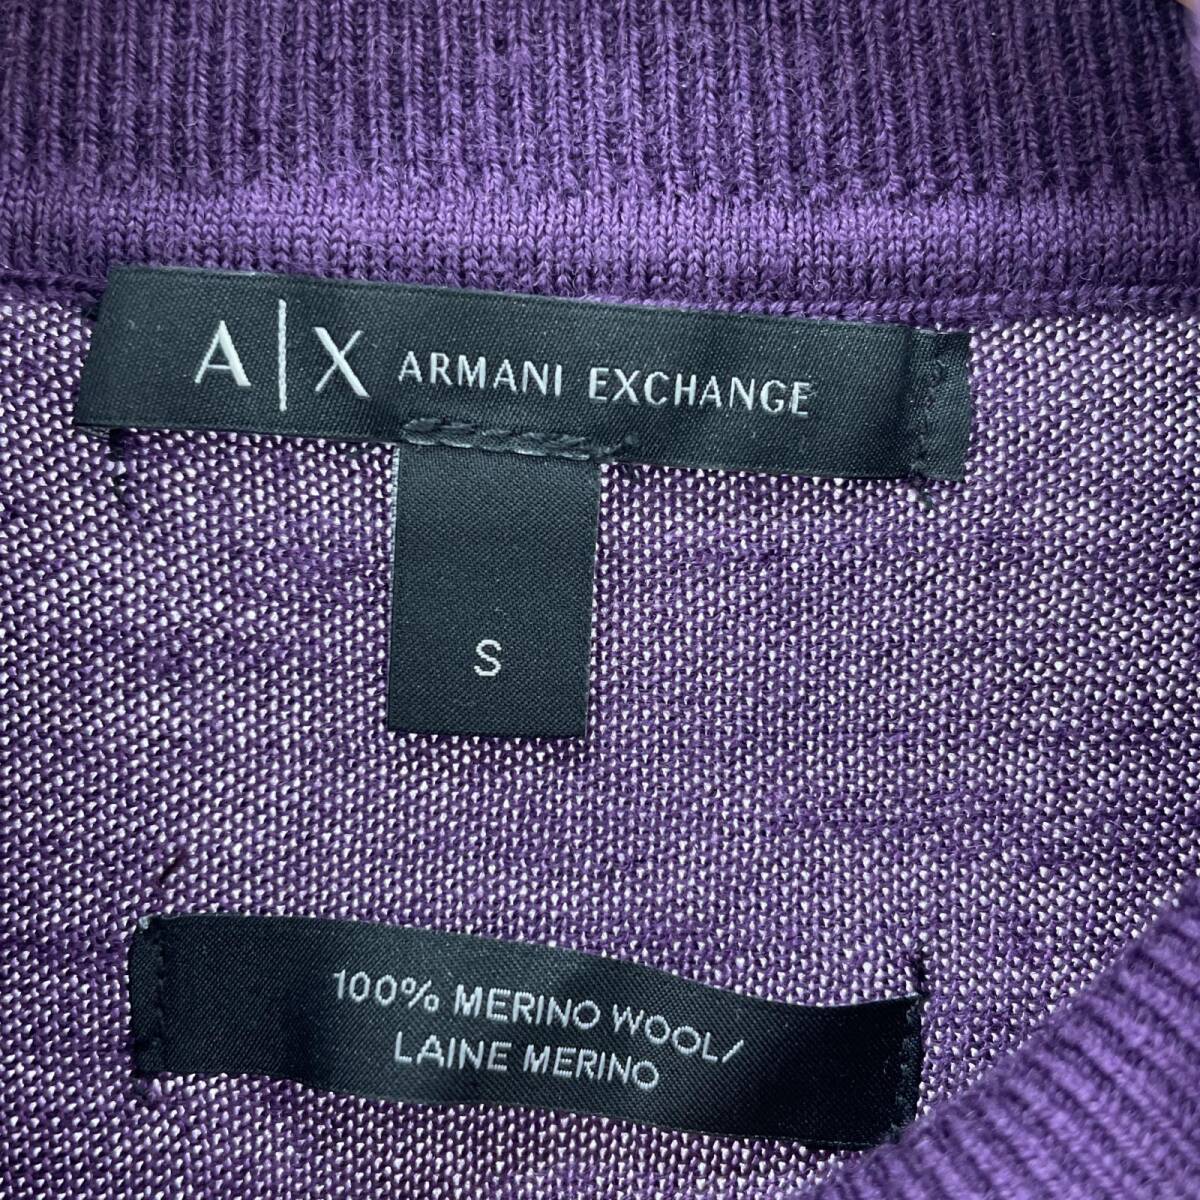 A|X ARMANI EXCHANGE
S
100% MERINO WOOL/
LAINE MERINO